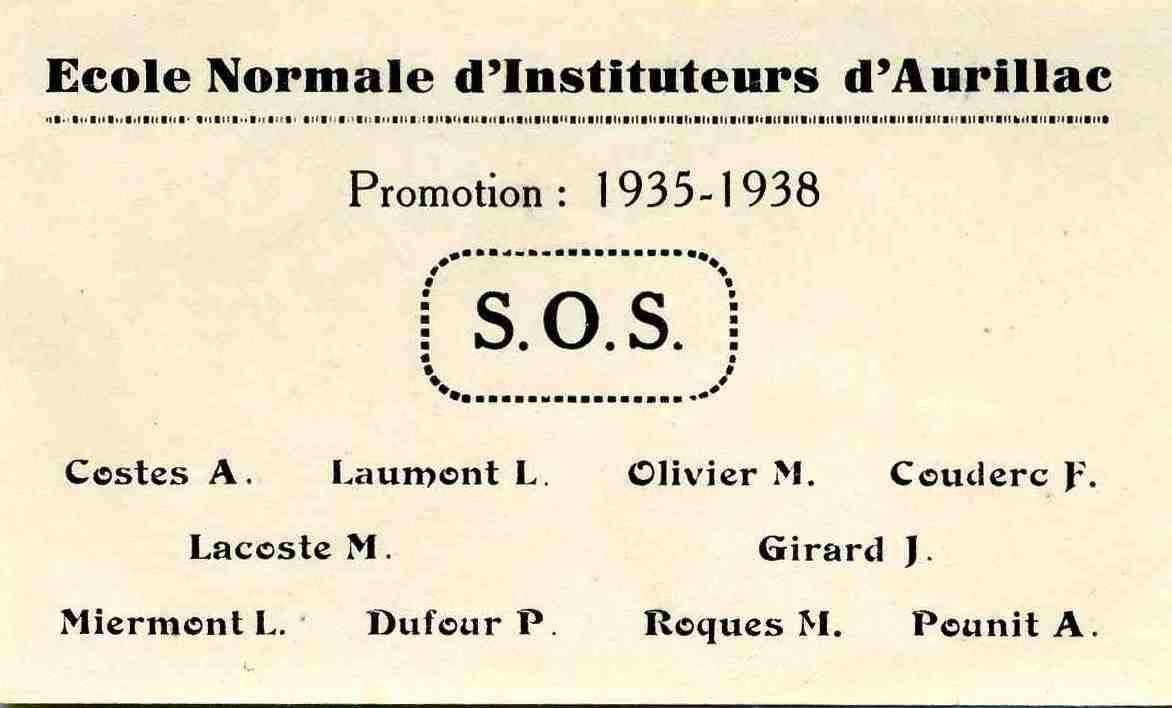 Ecole Normale d'Instituteurs d'Aurillac
Promotion : 1935-1938
S.O.S.
Costes A. Laumont L. Olivier M. Couderc F.
Lacoste M. Girard J.
Miermont L. Dufour P. Roques M. Pounit A.